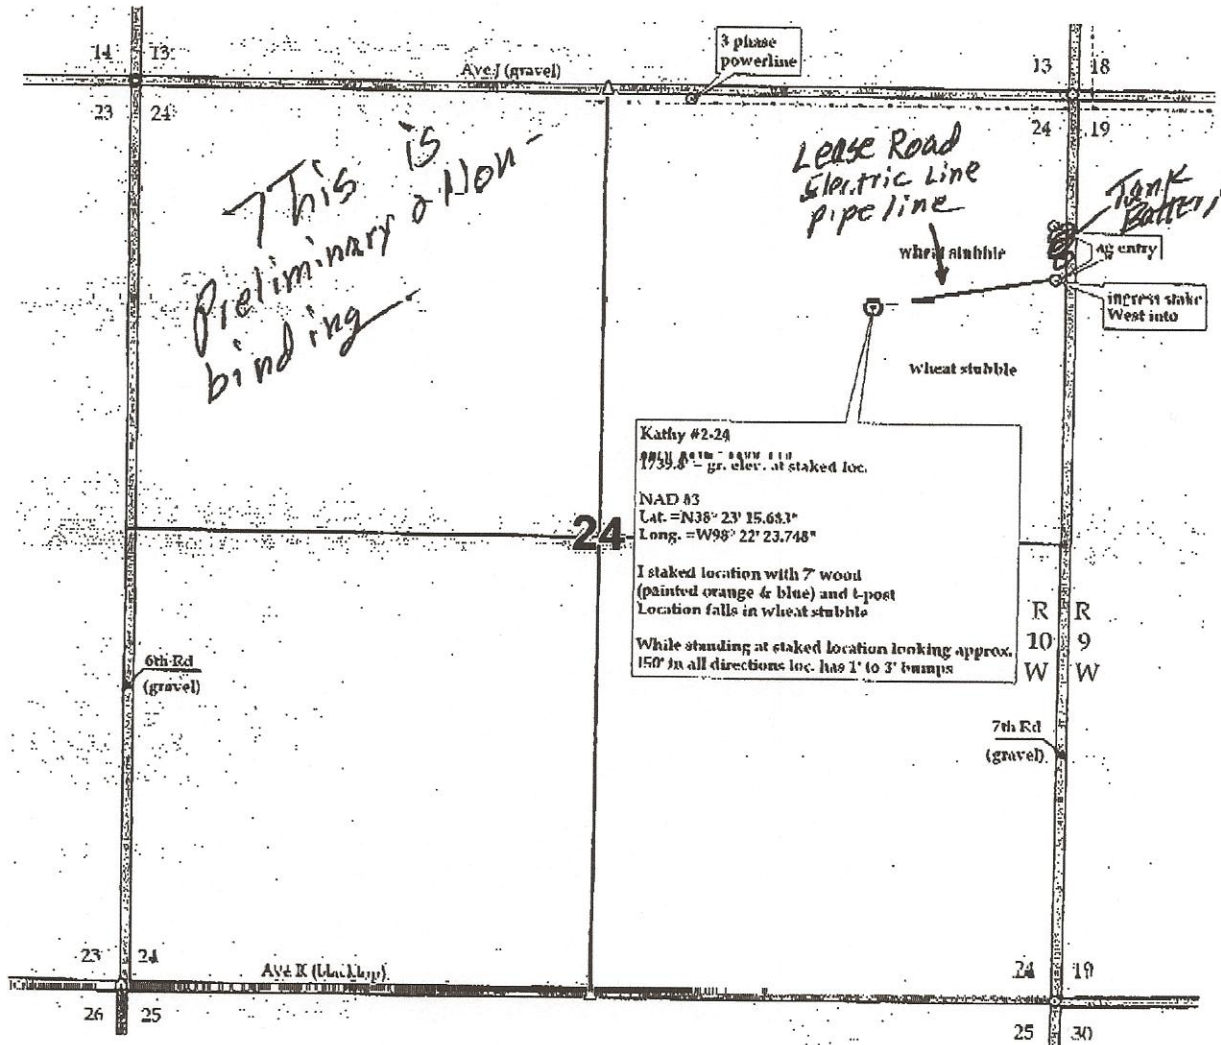 14 13
3 phase
powerline
Ave J (gravel)
13 18
23 24
24 19
This is
Preliminary & Non-
binding
Lease Road
Electric Line
pipeline
Tank
Battery
wheat stubble
ag entry
ingress stake
West into
wheat stubble
Kathy #2-24
1739.8' = gr. elev. at staked loc.
NAD 83
Lat. =N38° 23' 15.683"
Long. =W98° 22' 23.748"
I staked location with 7' wood
(painted orange & blue) and t-post
Location falls in wheat stubble
While standing at staked location looking approx.
150' in all directions loc. has 1' to 3' bumps
24
R R
10 9
W W
6th Rd
(gravel)
7th Rd
(gravel)
23 24
Ave K (blacktop)
24 19
26 25
25 30